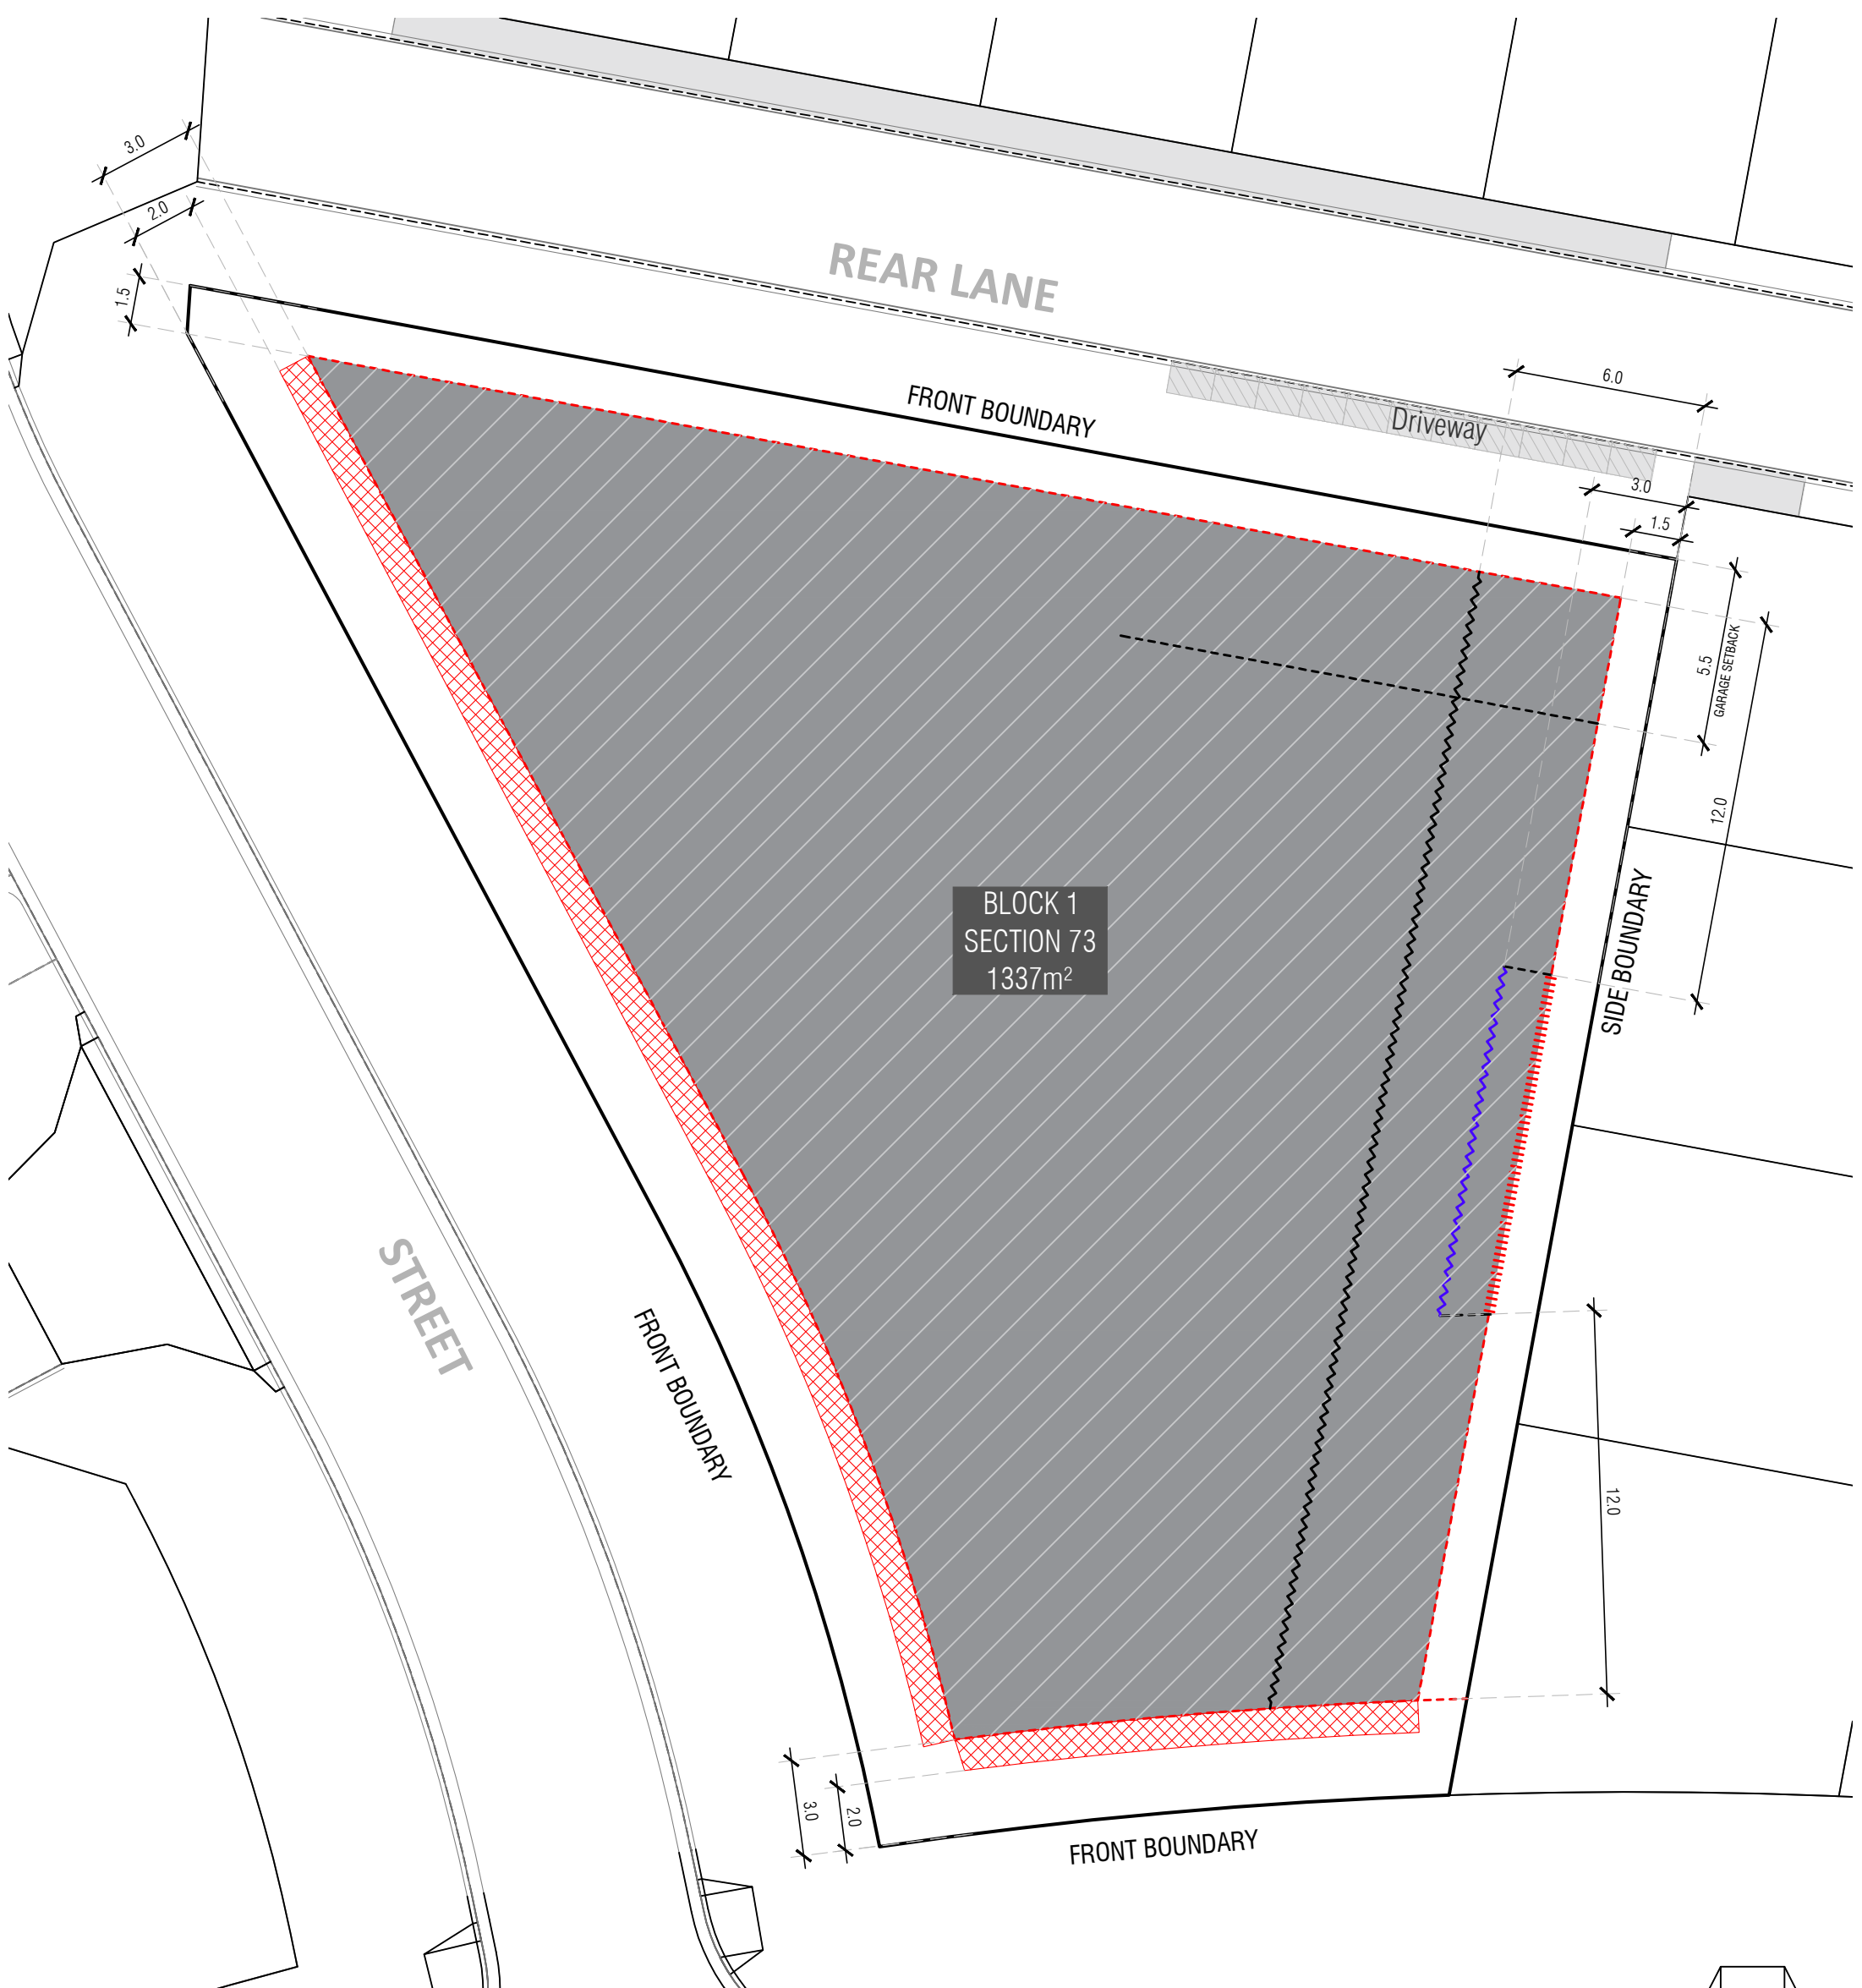 3.0
2.0
1.5
REAR LANE
FRONT BOUNDARY
Driveway
6.0
3.0
1.5
5.5
GARAGE SETBACK
12.0
BLOCK 1
SECTION 73
1337m²
SIDE BOUNDARY
STREET
FRONT BOUNDARY
12.0
3.0
2.0
FRONT BOUNDARY